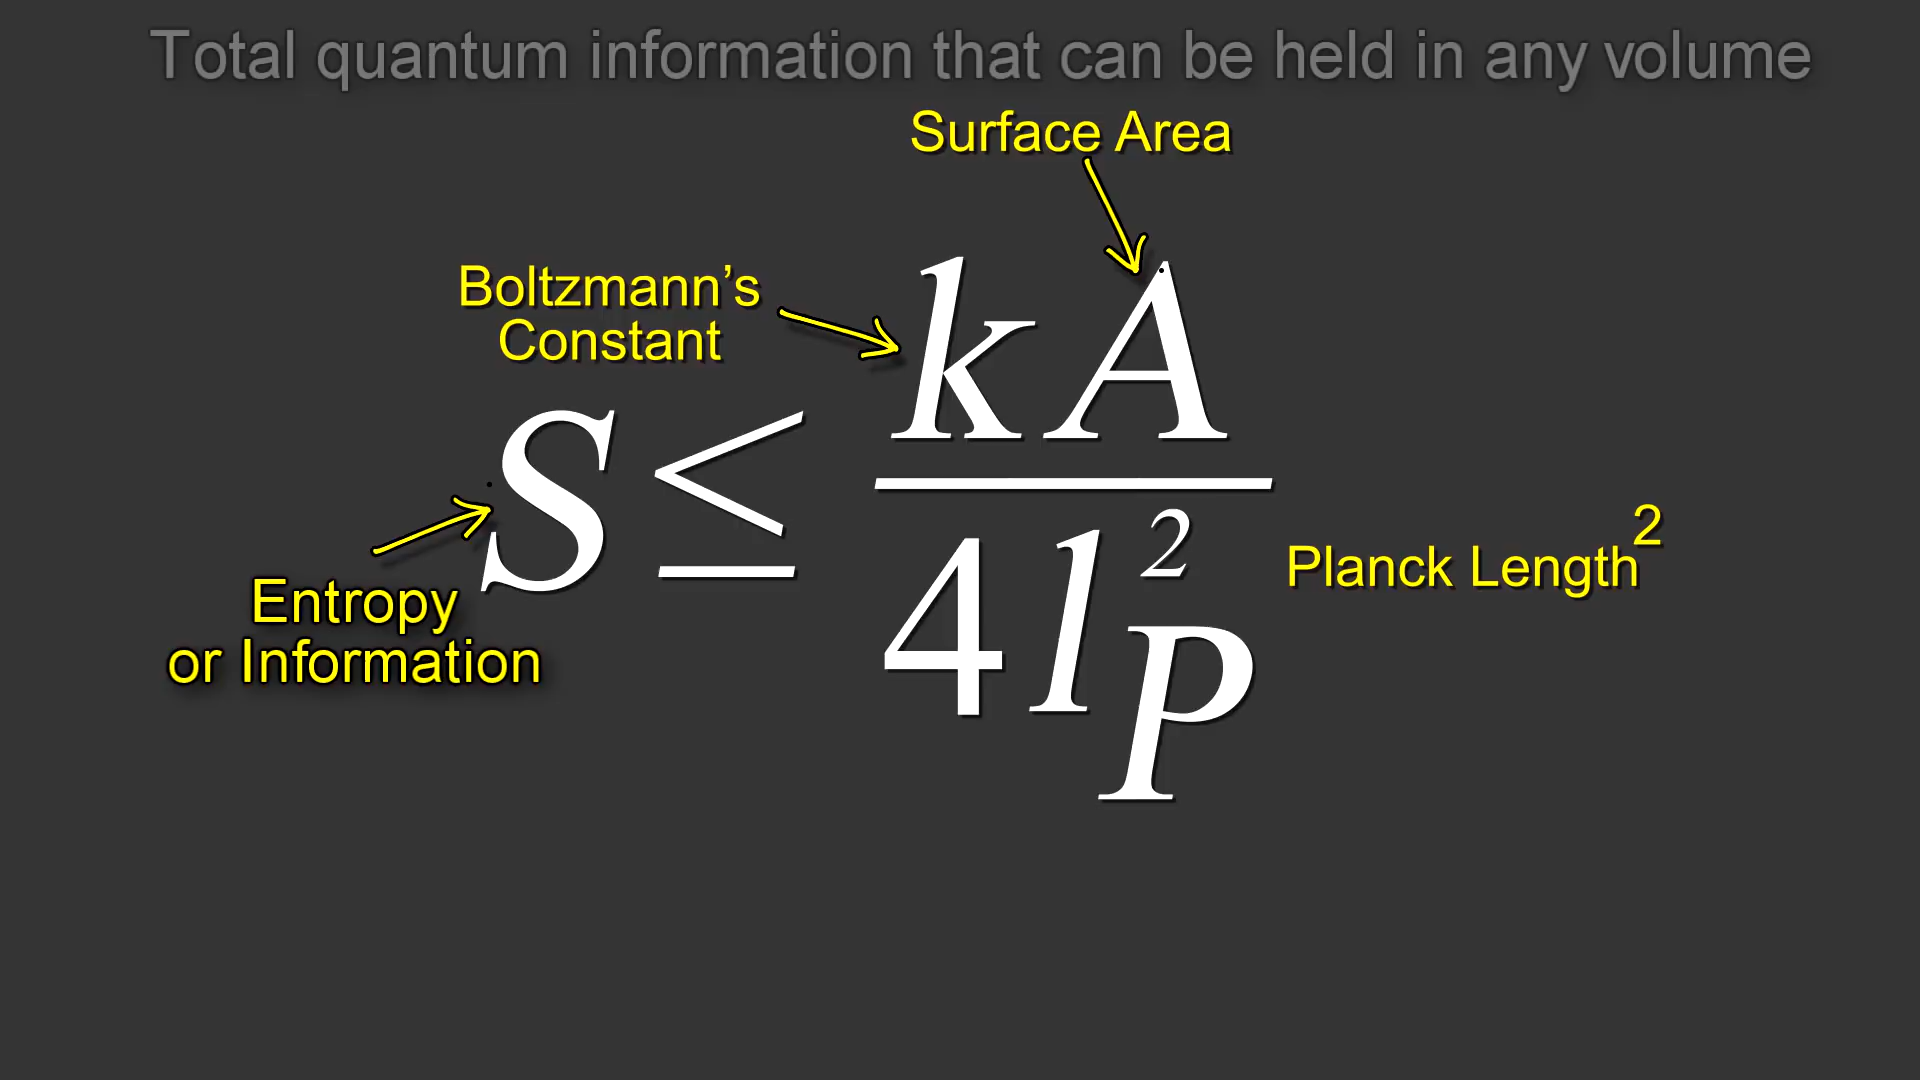 Total quantum information that can be held in any volume
Surface Area
Boltzmann’s
Constant
S ≤ kA / 4l_P^2
Planck Length^2
Entropy
or Information